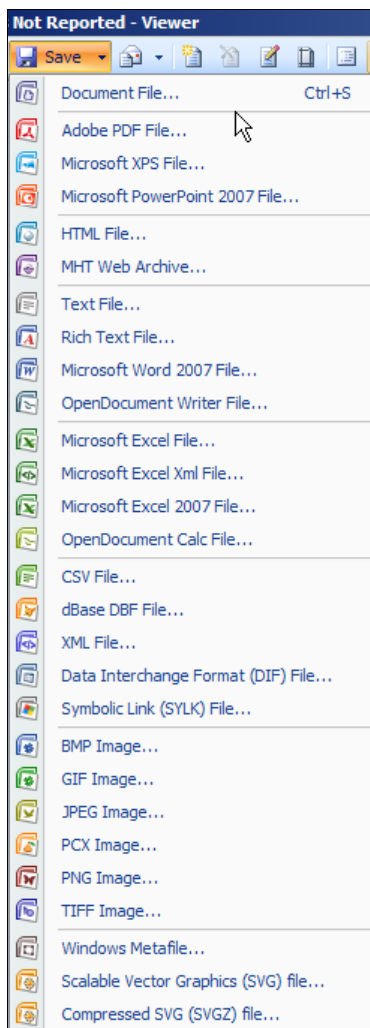 Not Reported - Viewer
Save
Document File... Ctrl+S
Adobe PDF File...
Microsoft XPS File...
Microsoft PowerPoint 2007 File...
HTML File...
MHT Web Archive...
Text File...
Rich Text File...
Microsoft Word 2007 File...
OpenDocument Writer File...
Microsoft Excel File...
Microsoft Excel Xml File...
Microsoft Excel 2007 File...
OpenDocument Calc File...
CSV File...
dBase DBF File...
XML File...
Data Interchange Format (DIF) File...
Symbolic Link (SYLK) File...
BMP Image...
GIF Image...
JPEG Image...
PCX Image...
PNG Image...
TIFF Image...
Windows Metafile...
Scalable Vector Graphics (SVG) file...
Compressed SVG (SVGZ) file...